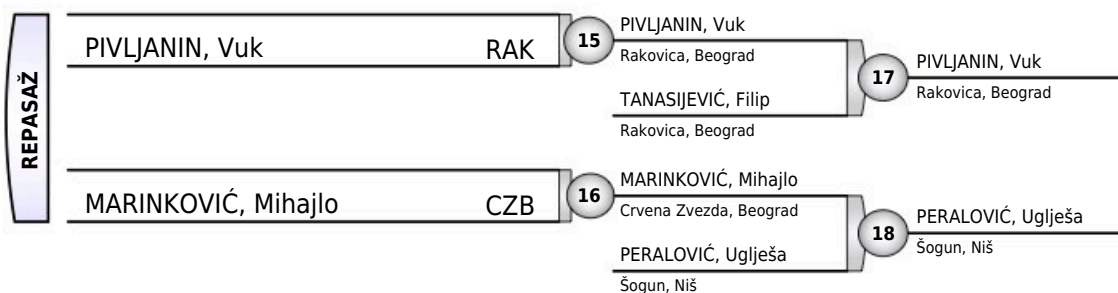 REPASAŽ
PIVLJANIN, Vuk RAK
15
PIVLJANIN, Vuk
Rakovica, Beograd
TANASIJEVIĆ, Filip
Rakovica, Beograd
17
PIVLJANIN, Vuk
Rakovica, Beograd
MARINKOVIĆ, Mihajlo CZB
16
MARINKOVIĆ, Mihajlo
Crvena Zvezda, Beograd
PERALOVIĆ, Uglješa
Šogun, Niš
18
PERALOVIĆ, Uglješa
Šogun, Niš